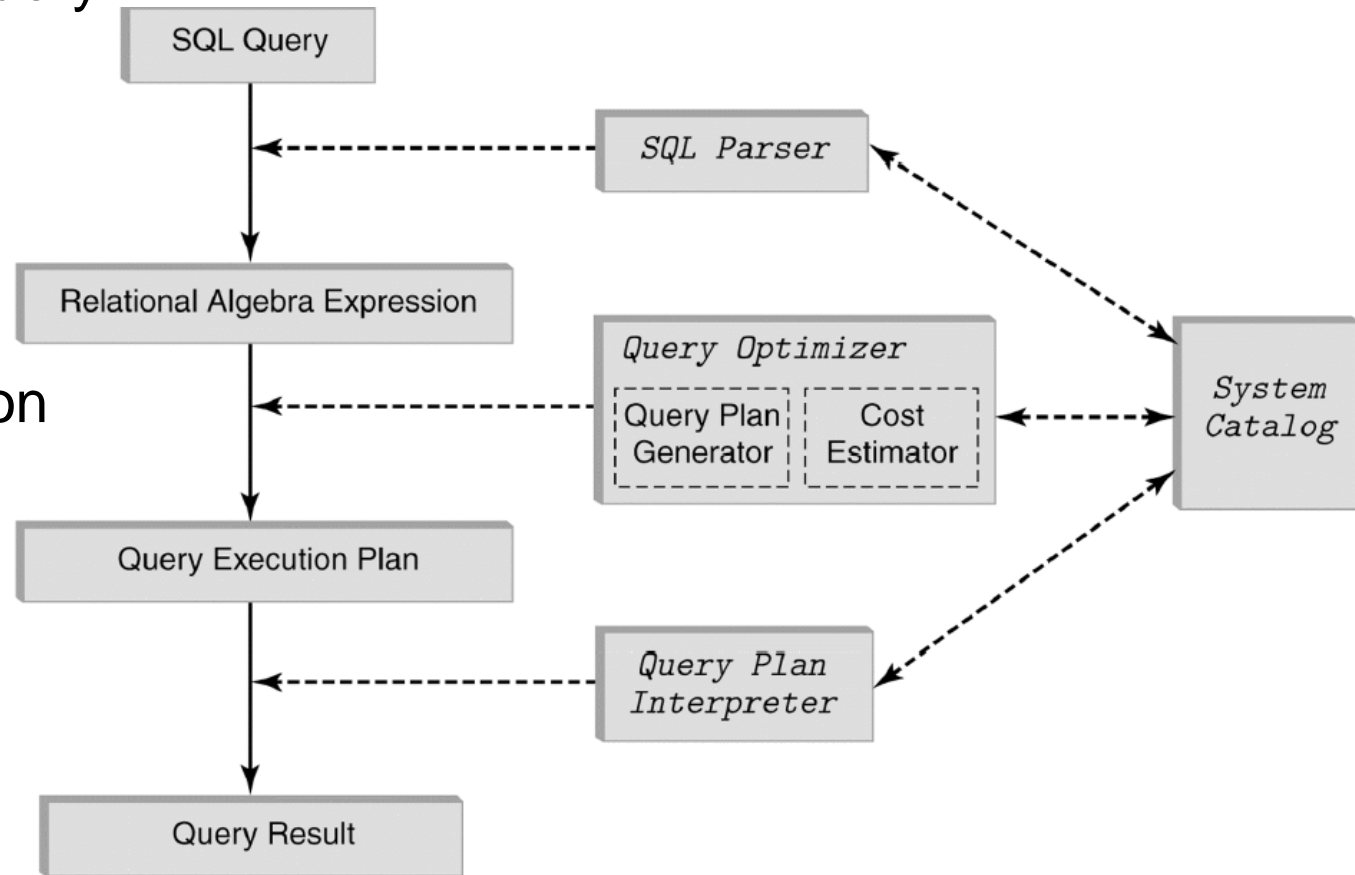 SQL Query
SQL Parser
Relational Algebra Expression
Query Optimizer
Query Plan
Generator
Cost
Estimator
System
Catalog
on
Query Execution Plan
Query Plan
Interpreter
Query Result